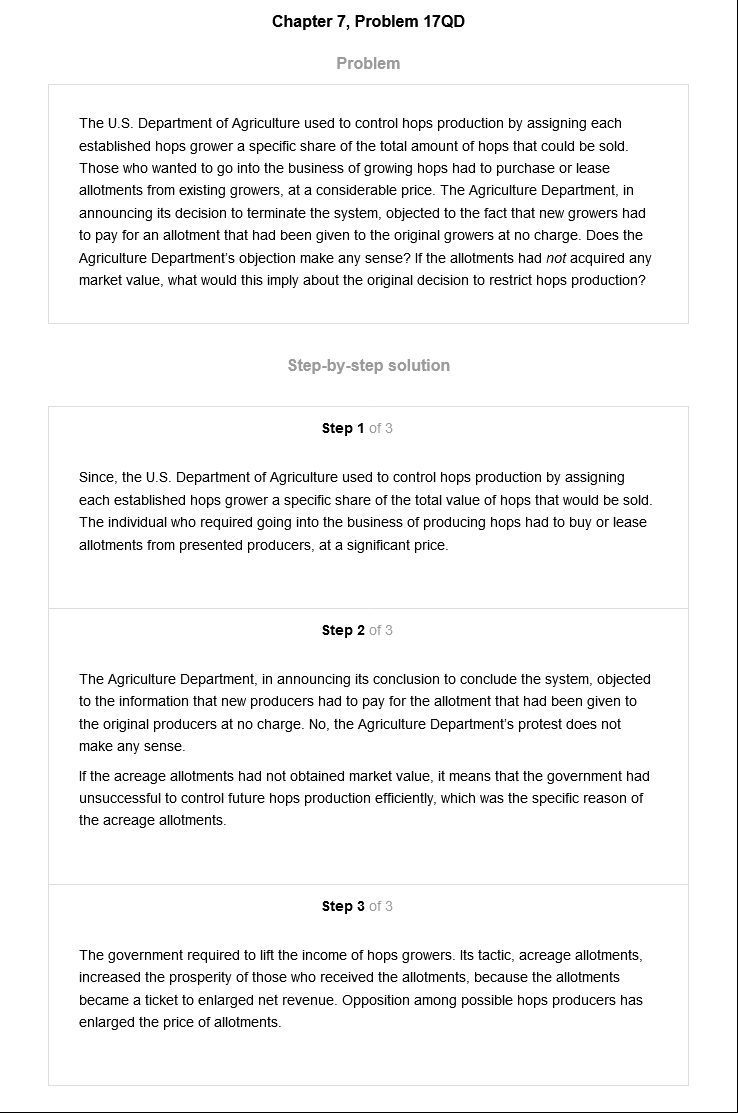 Chapter 7, Problem 17QD
Problem
The U.S. Department of Agriculture used to control hops production by assigning each
established hops grower a specific share of the total amount of hops that could be sold.
Those who wanted to go into the business of growing hops had to purchase or lease
allotments from existing growers, at a considerable price. The Agriculture Department, in
announcing its decision to terminate the system, objected to the fact that new growers had
to pay for an allotment that had been given to the original growers at no charge. Does the
Agriculture Department's objection make any sense? If the allotments had not acquired any
market value, what would this imply about the original decision to restrict hops production?
Step-by-step solution
Step 1 of 3
Since, the U.S. Department of Agriculture used to control hops production by assigning
each established hops grower a specific share of the total value of hops that would be sold.
The individual who required going into the business of producing hops had to buy or lease
allotments from presented producers, at a significant price.
Step 2 of 3
The Agriculture Department, in announcing its conclusion to conclude the system, objected
to the information that new producers had to pay for the allotment that had been given to
the original producers at no charge. No, the Agriculture Department's protest does not
make any sense.
If the acreage allotments had not obtained market value, it means that the government had
unsuccessful to control future hops production efficiently, which was the specific reason of
the acreage allotments.
Step 3 of 3
The government required to lift the income of hops growers. Its tactic, acreage allotments,
increased the prosperity of those who received the allotments, because the allotments
became a ticket to enlarged net revenue. Opposition among possible hops producers has
enlarged the price of allotments.